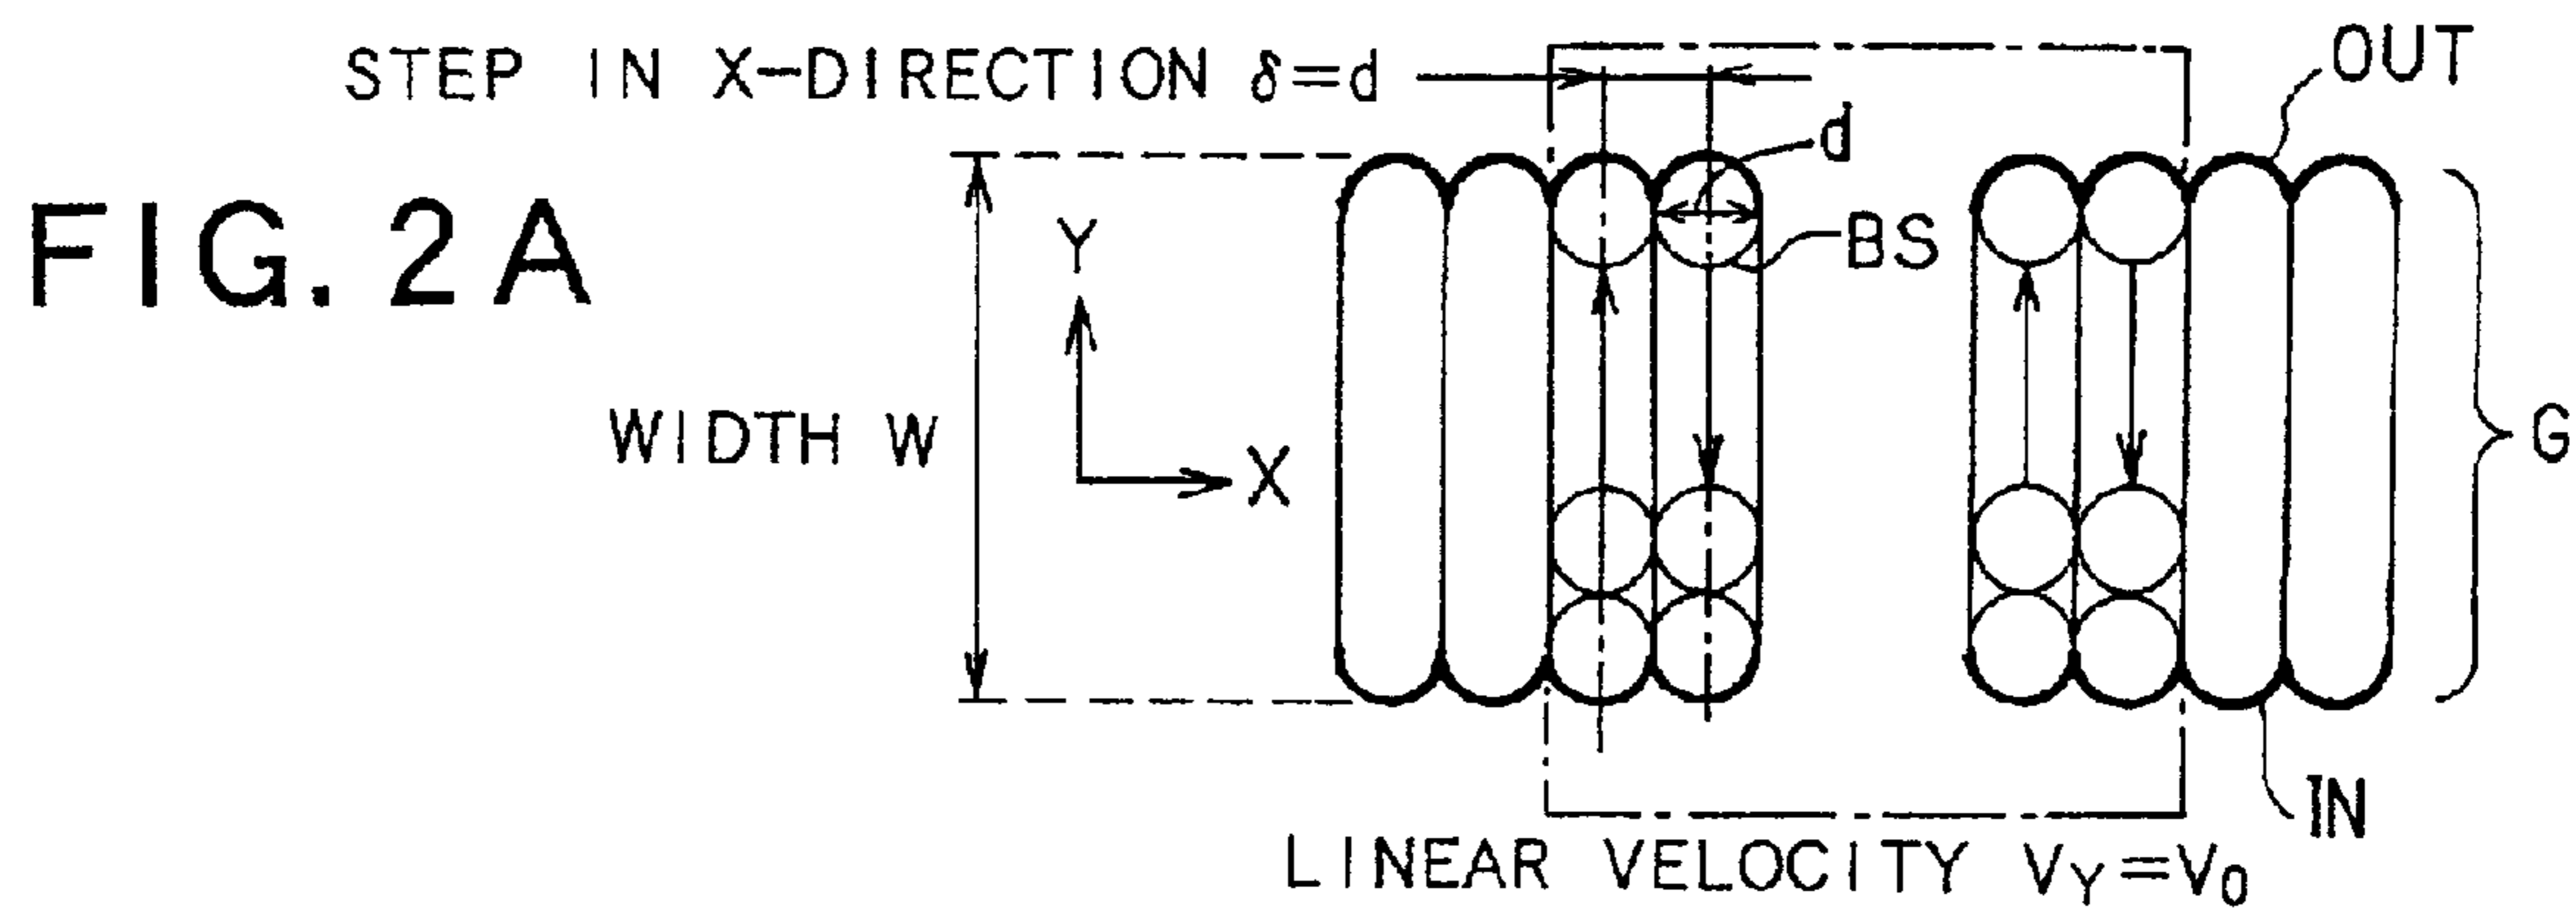 STEP IN X-DIRECTION δ=d
OUT
d
FIG. 2A
Y
BS
WIDTH W
X
G
IN
LINEAR VELOCITY VY=V0